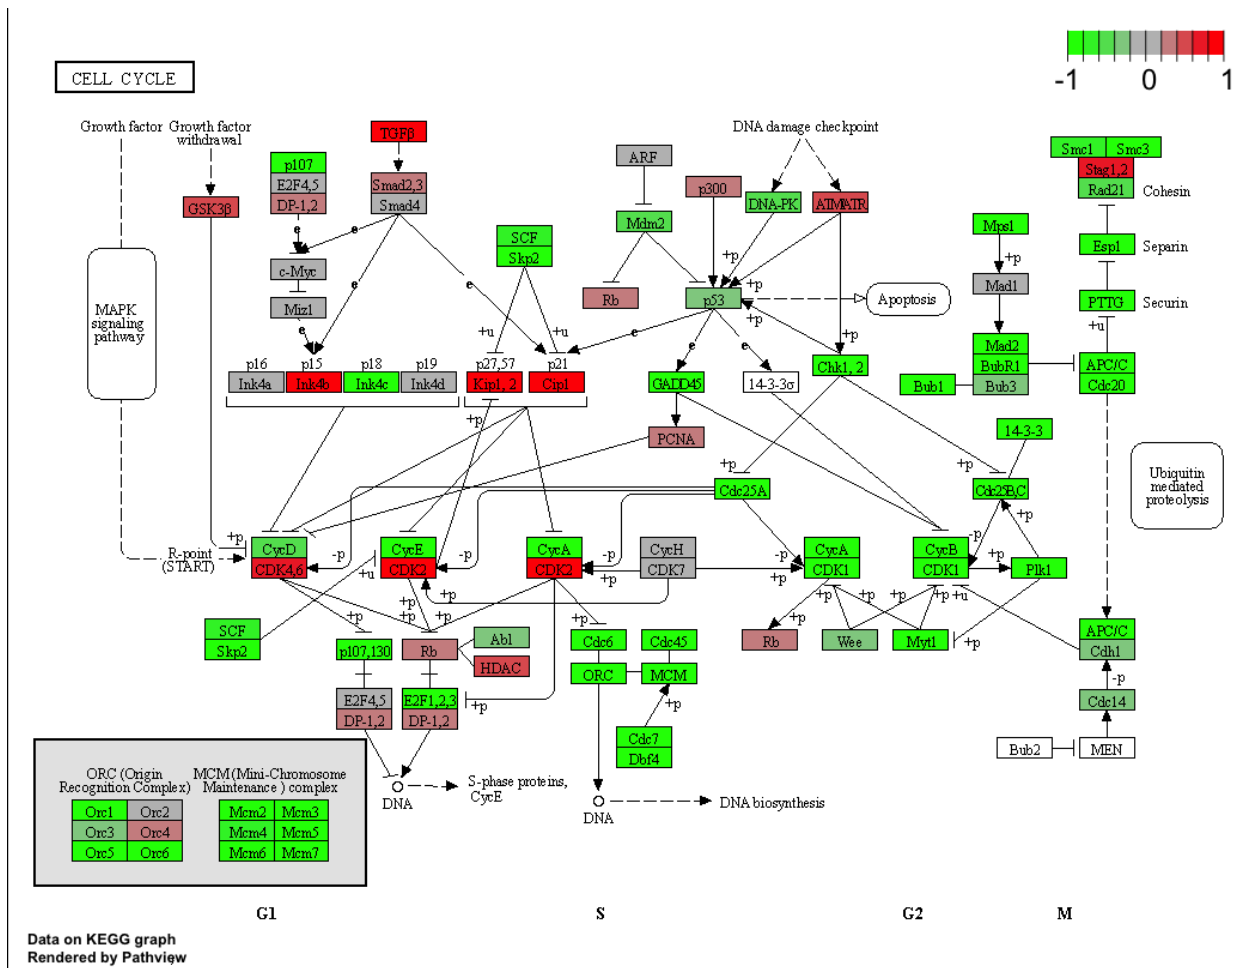 -1 0 1
CELL CYCLE
Growth factor
Growth factor
withdrawal
TGFβ
DNA damage checkpoint
p107
E2F4,5
DP-1,2
Smad2,3
Smad4
GSK3β
ARF
p300
DNA-PK
ATM/ATR
Smc1 Smc3
Stag1,2
Rad21
Cohesin
Mdm2
SCF
Skp2
Mps1
Esp1
Separin
e
e
c-Myc
Miz1
e
e
+p
+p
+p
Rb
p53
Apoptosis
Mad1
PTTG
Securin
MAPK
signaling
pathway
+u
+u
e
e
+p
+u
p16
Ink4a
p15
Ink4b
p18
Ink4c
p19
Ink4d
p27,57
Kip1, 2
p21
Cip1
GADD45
14-3-3σ
Chk1, 2
Mad2
BubR1
Bub1
Bub3
APC/C
Cdc20
+p
PCNA
14-3-3
+p
+p
Cdc25A
Cdc25B,C
Ubiquitin
mediated
proteolysis
R-point
(START)
+p
CycD
CDK4,6
-p
CycE
CDK2
-p
CycA
CDK2
-p
CycH
CDK7
-p
CycA
CDK1
CycB
CDK1
-p
+p
+p
Plk1
+u
+p
+p
+p
+p
+p
+p
+p
+p
+p
+p
+u
+p
SCF
Skp2
p107,130
Rb
Abl
HDAC
Cdc6
Cdc45
ORC
MCM
Rb
Wee
Myt1
APC/C
Cdh1
-p
Cdc14
E2F4,5
DP-1,2
E2F1,2,3
DP-1,2
+p
+p
Cdc7
Dbf4
Bub2
MEN
DNA
S-phase proteins,
CycE
DNA
DNA biosynthesis
ORC (Origin
Recognition Complex)
MCM (Mini-Chromosome
Maintenance ) complex
Orc1 Orc2
Orc3 Orc4
Orc5 Orc6
Mcm2 Mcm3
Mcm4 Mcm5
Mcm6 Mcm7
G1 S G2 M
Data on KEGG graph
Rendered by Pathview